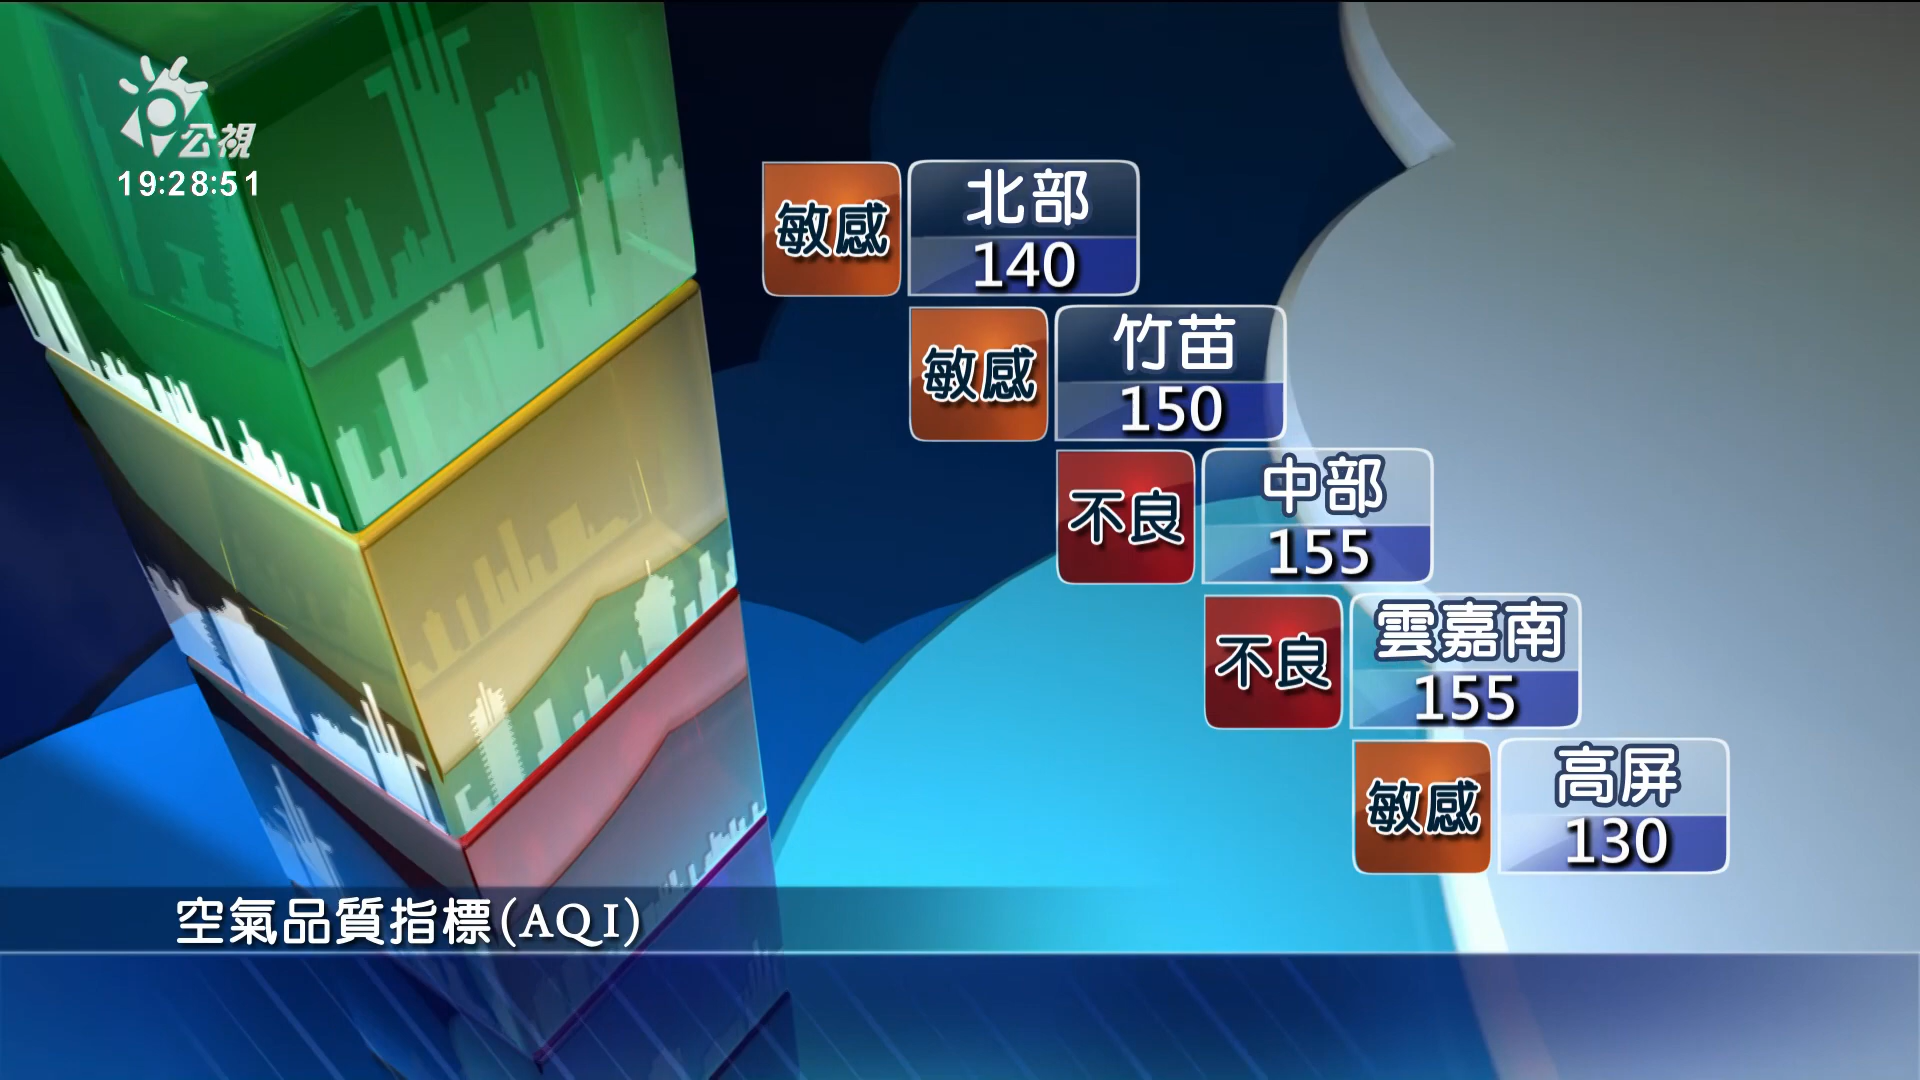 公視
19:28:51
敏感
北部
140
敏感
竹苗
150
不良
中部
155
不良
雲嘉南
155
敏感
高屏
130
空氣品質指標(AQI)